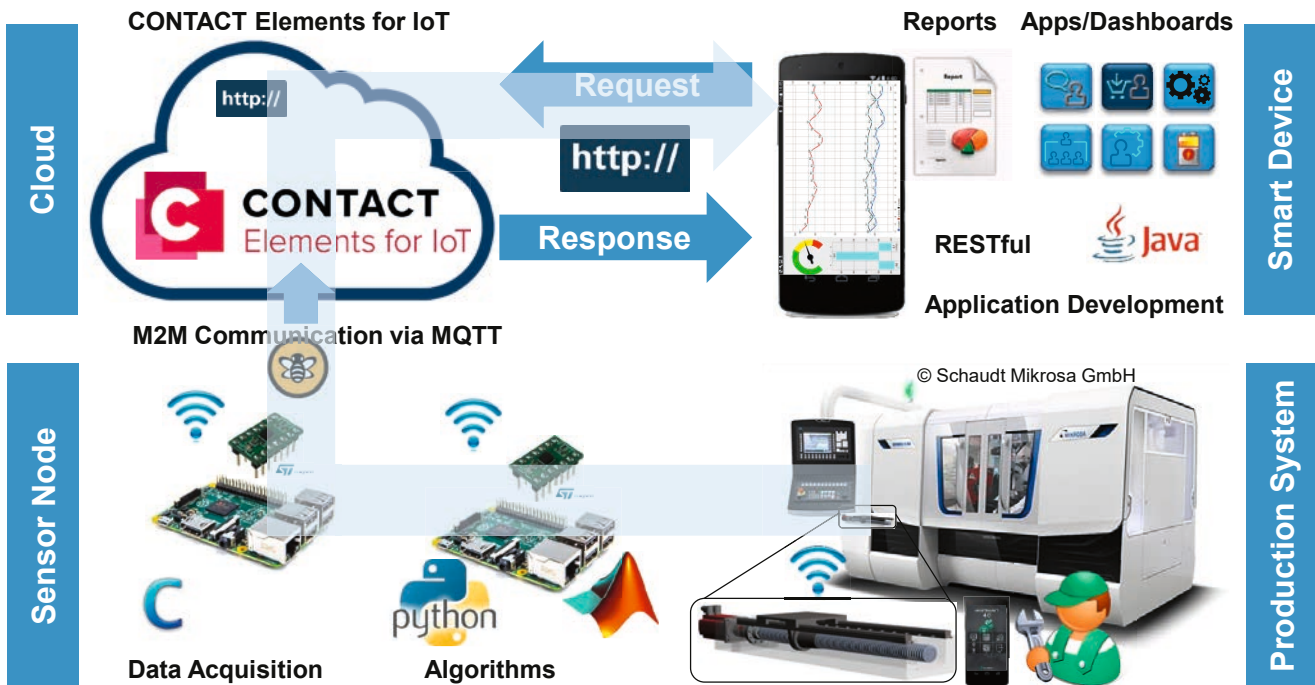 CONTACT Elements for IoT
Reports Apps/Dashboards
Cloud
http://
Request
http://
Report
C
CONTACT
Elements for IoT
Response
RESTful
Java
Application Development
Smart Device
M2M Communication via MQTT
© Schaudt Mikrosa GmbH
Sensor Node
C
python
Data Acquisition
Algorithms
Production System